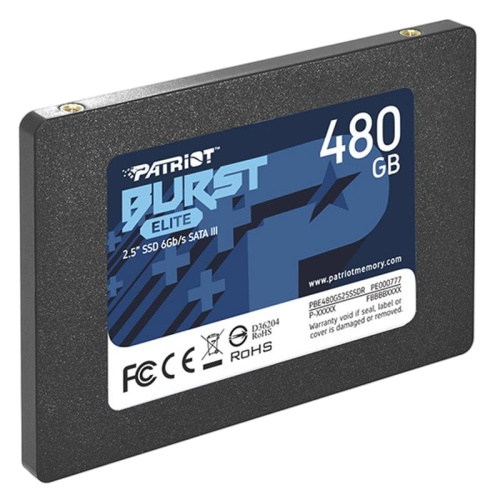 PATRIOT
BURST
ELITE
2.5" SSD 6Gb/s SATA III
480
GB
www.patriotmemory.com
PBE480GS25SSDR PE000777
P-XXXXX FBBBBXXXX
Warranty void if seal, label or
cover is damaged or removed.
FC CE
D36204
RoHS
ROHS